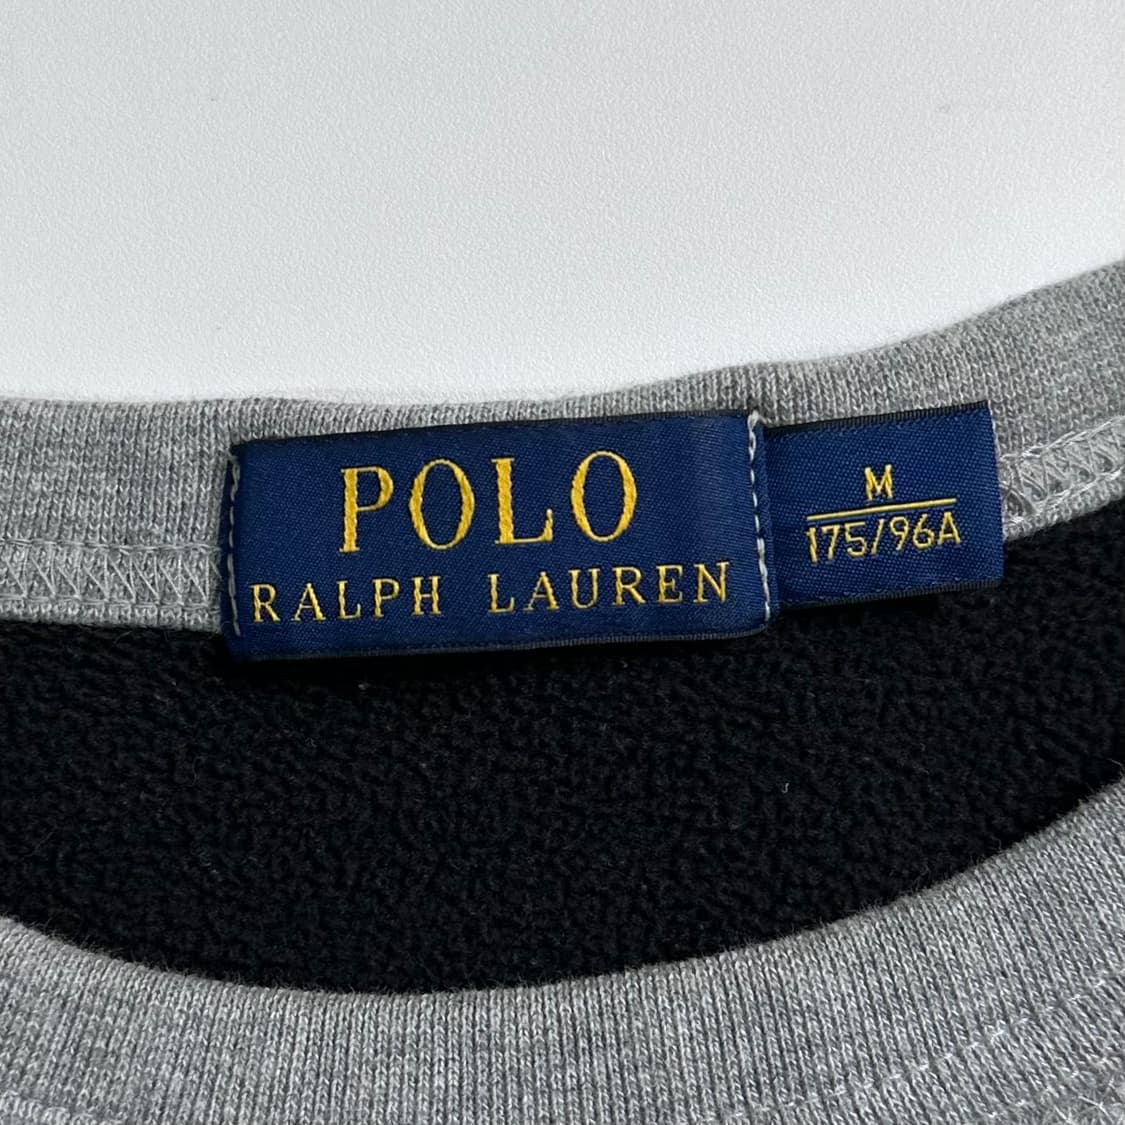 POLO
RALPH LAUREN
M
175/96A